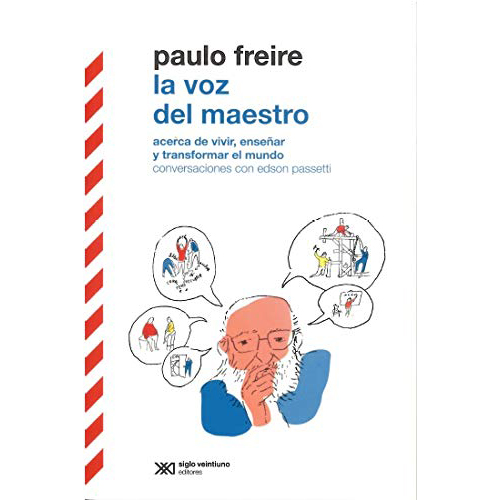 paulo freire
la voz
del maestro
acerca de vivir, enseñar
y transformar el mundo
conversaciones con edson passetti
siglo veintiuno
editores